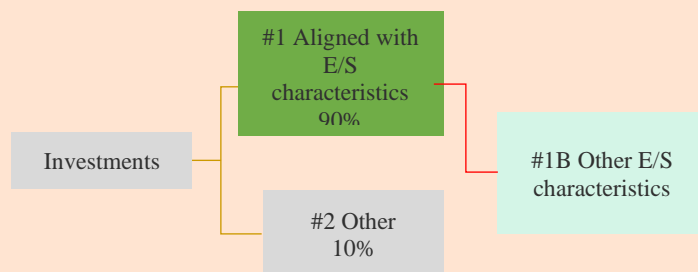 #1 Aligned with
E/S
characteristics
90%
Investments
#1B Other E/S
characteristics
#2 Other
10%